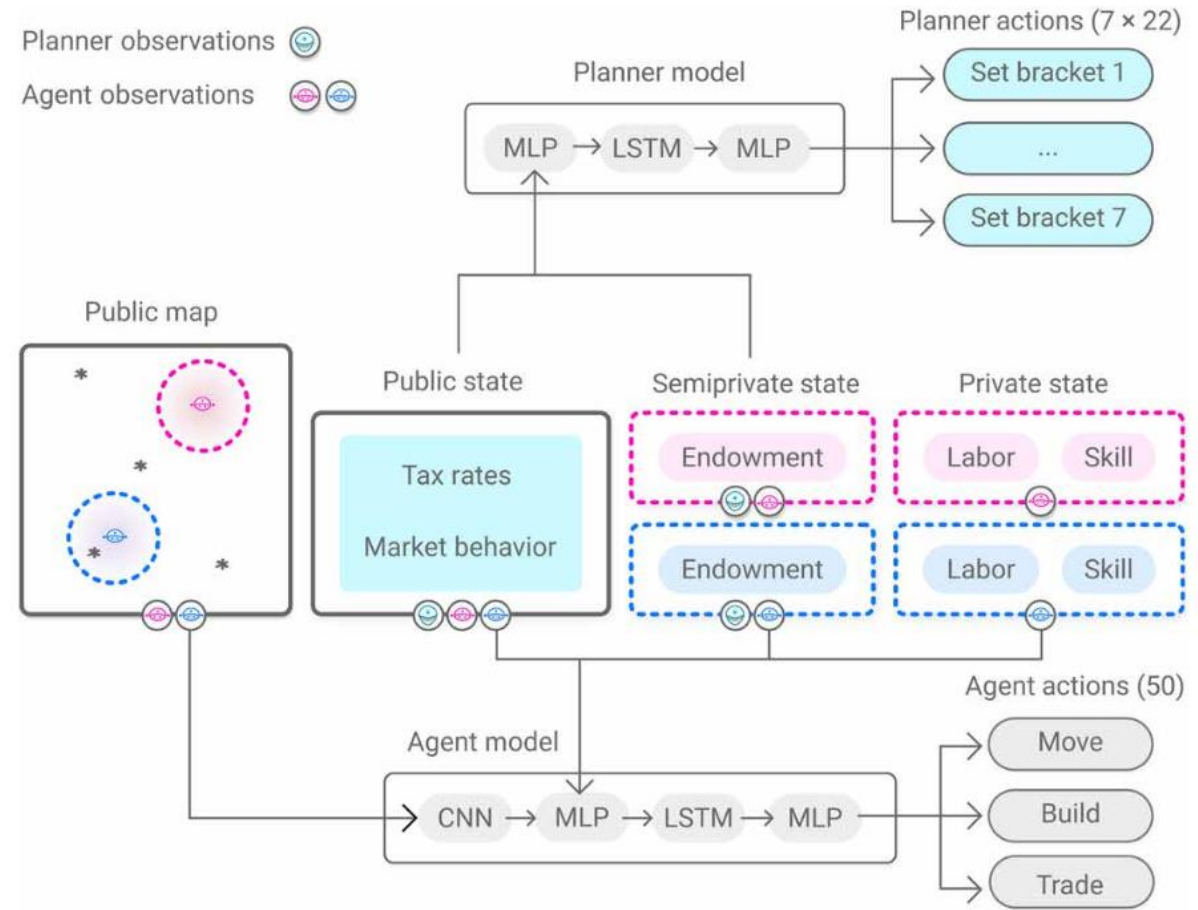 Planner observations
Agent observations
Planner actions (7 × 22)
Planner model
MLP
LSTM
MLP
Set bracket 1
...
Set bracket 7
Public map
*
*
*
*
Public state
Tax rates
Market behavior
Semiprivate state
Endowment
Endowment
Private state
Labor
Skill
Labor
Skill
Agent model
CNN
MLP
LSTM
MLP
Agent actions (50)
Move
Build
Trade